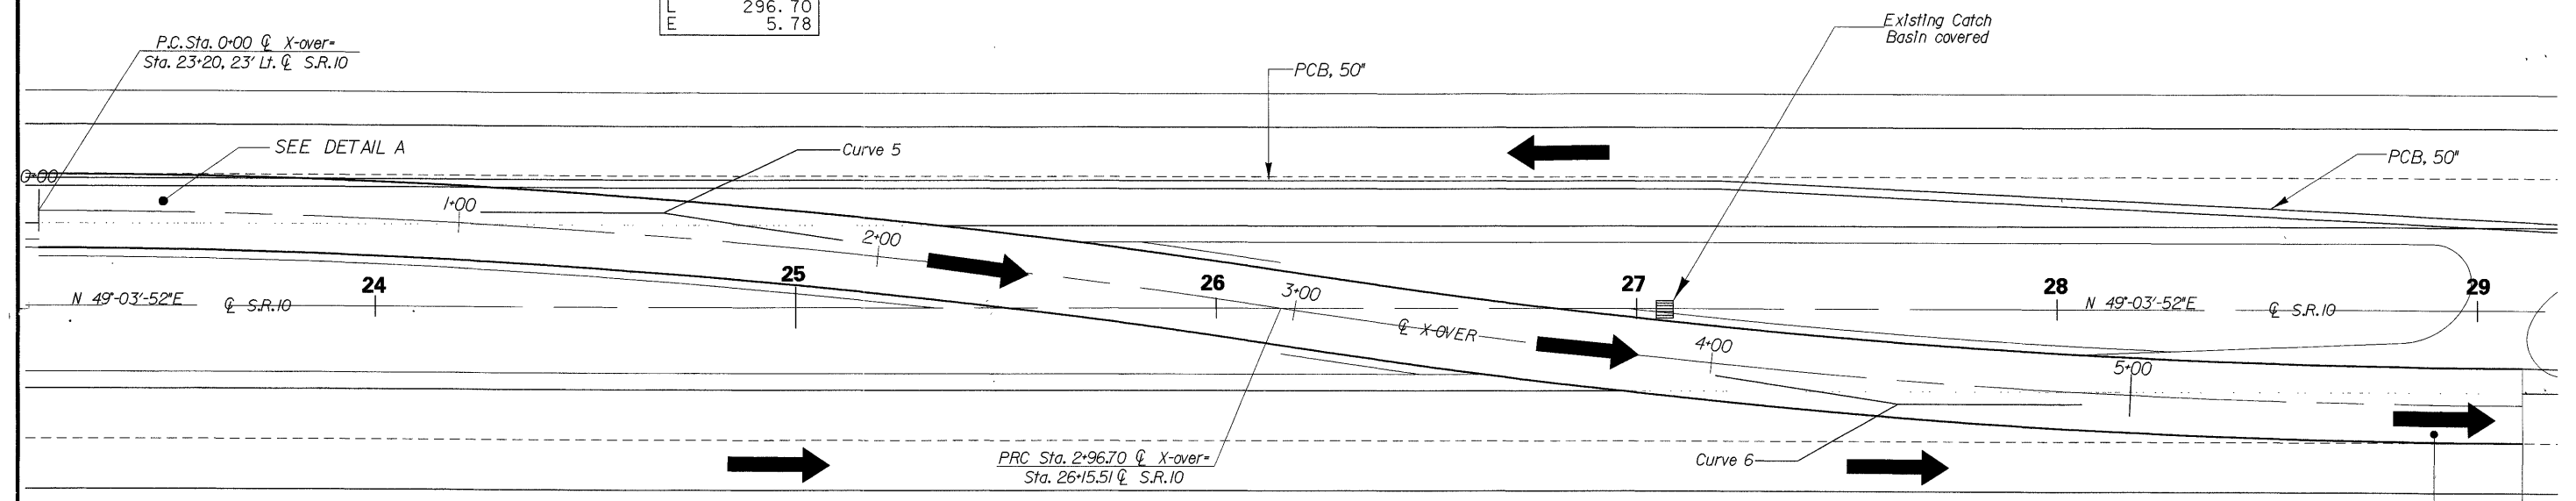 L 296.70
E 5.78
P.C. Sta. 0+00 ℄ X-over=
Sta. 23+20, 23' Lt. ℄ S.R.10
Existing Catch
Basin covered
PCB, 50"
SEE DETAIL A
Curve 5
PCB, 50"
0+00
1+00
2+00
24
25
26
3+00
27
28
29
N 49°-03'-52"E
℄ S.R.10
N 49°-03'-52"E
℄ S.R.10
℄ X-OVER
4+00
5+00
PRC Sta. 2+96.70 ℄ X-over=
Sta. 26+15.51 ℄ S.R.10
Curve 6